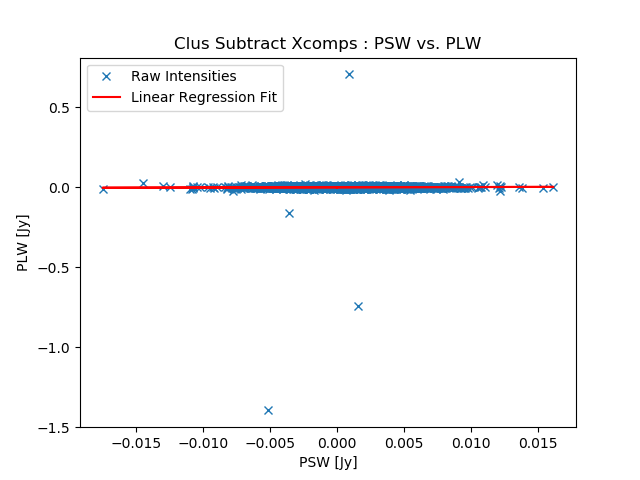 Clus Subtract Xcomps : PSW vs. PLW
Raw Intensities
Linear Regression Fit
0.5
0.0
−0.5
−1.0
−1.5
PLW [Jy]
−0.015
−0.010
−0.005
0.000
0.005
0.010
0.015
PSW [Jy]